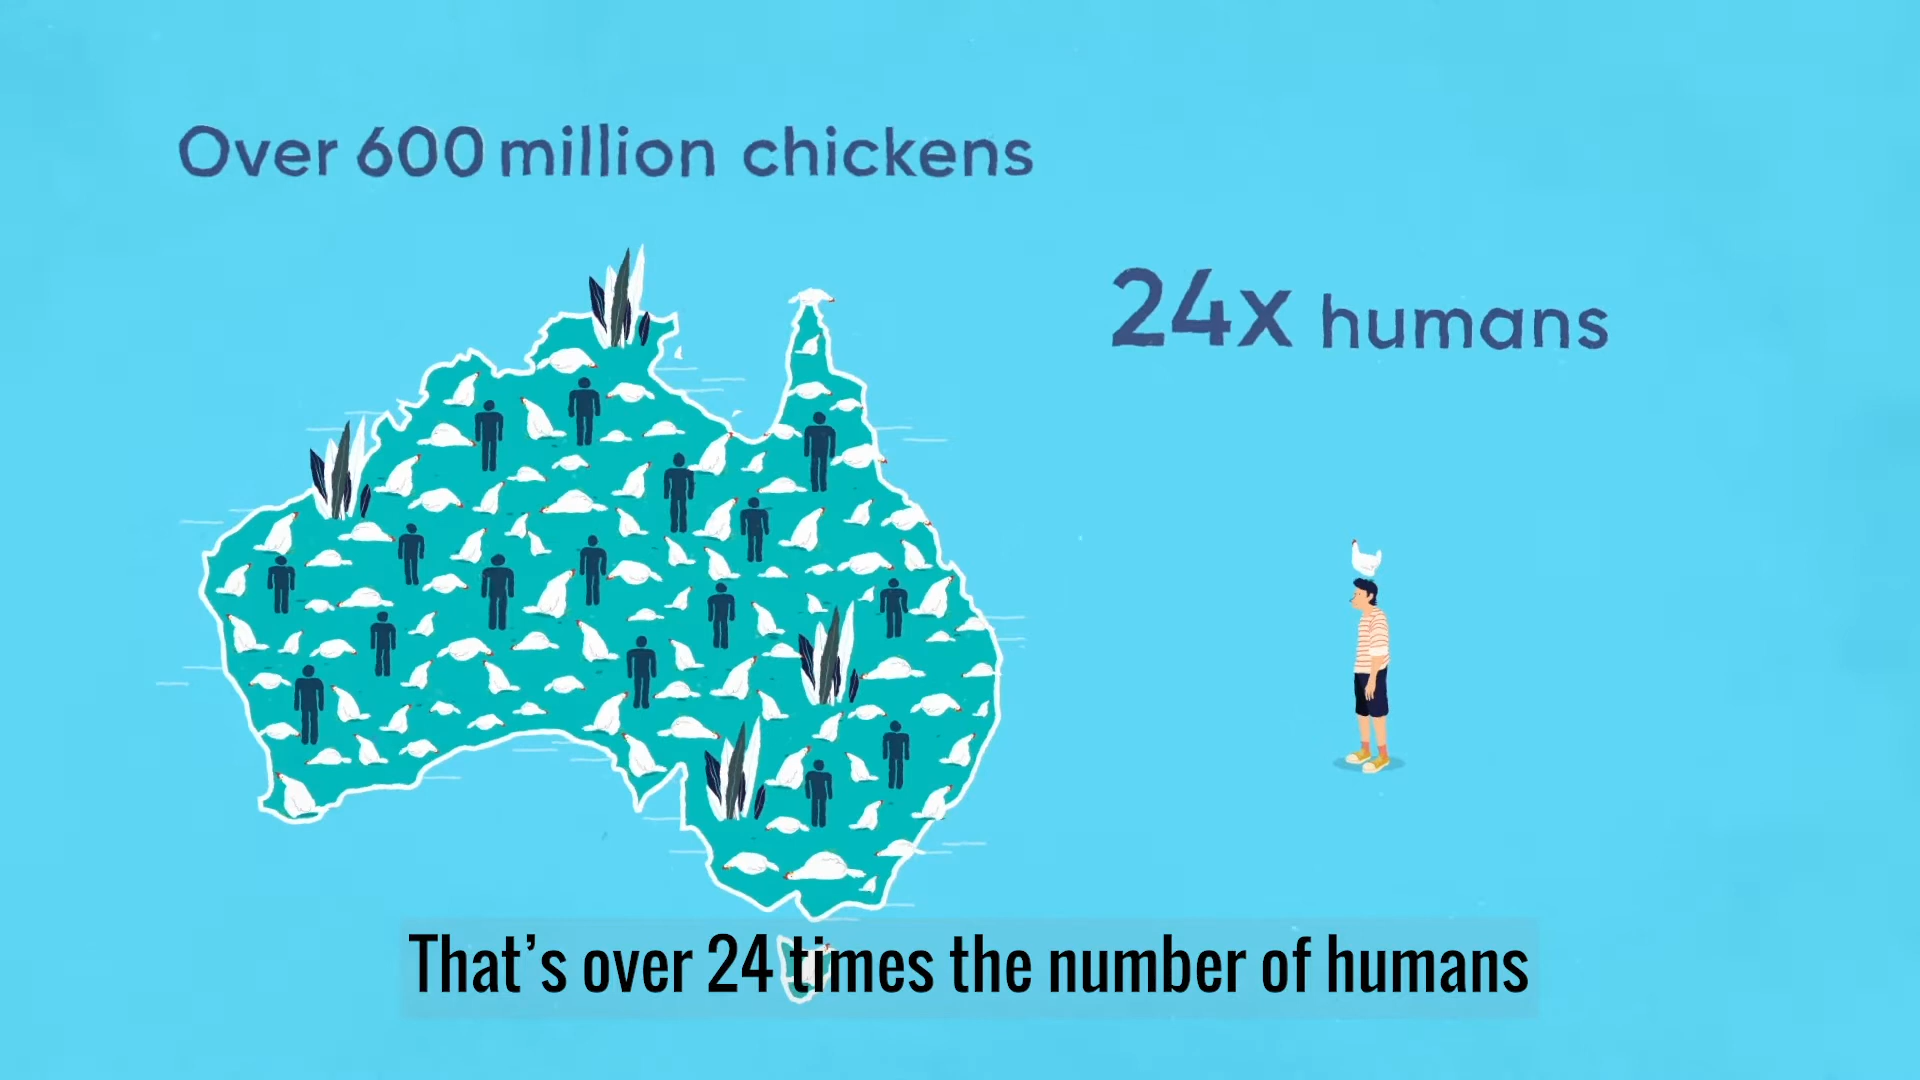 Over 600 million chickens
24x humans
That's over 24 times the number of humans